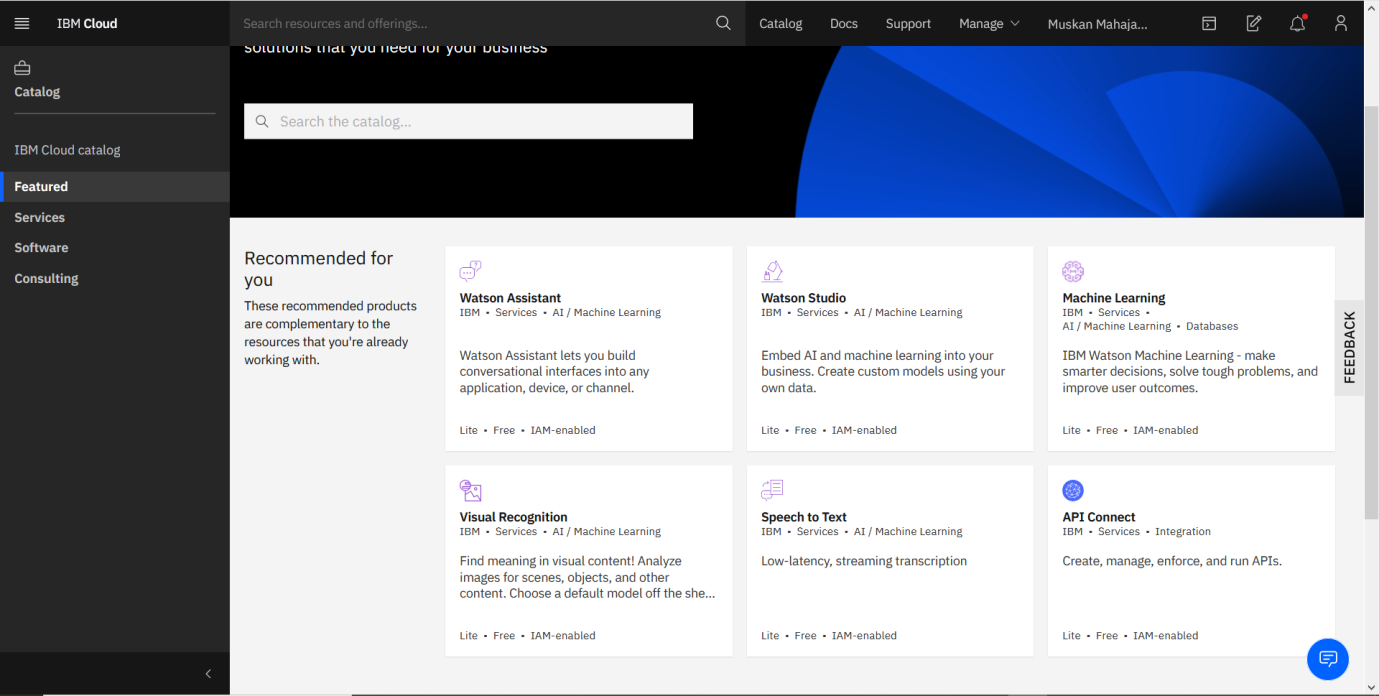 IBM Cloud
Search resources and offerings...
Catalog
Docs
Support
Manage
Muskan Mahaja...
Catalog
IBM Cloud catalog
Featured
Services
Software
Consulting
solutions that you need for your business
Search the catalog...
Recommended for
you
These recommended products
are complementary to the
resources that you're already
working with.
Watson Assistant
IBM • Services • AI / Machine Learning
Watson Assistant lets you build
conversational interfaces into any
application, device, or channel.
Lite • Free • IAM-enabled
Watson Studio
IBM • Services • AI / Machine Learning
Embed AI and machine learning into your
business. Create custom models using your
own data.
Lite • Free • IAM-enabled
Machine Learning
IBM • Services •
AI / Machine Learning • Databases
IBM Watson Machine Learning - make
smarter decisions, solve tough problems, and
improve user outcomes.
Lite • Free • IAM-enabled
Visual Recognition
IBM • Services • AI / Machine Learning
Find meaning in visual content! Analyze
images for scenes, objects, and other
content. Choose a default model off the she...
Lite • Free • IAM-enabled
Speech to Text
IBM • Services • AI / Machine Learning
Low-latency, streaming transcription
Lite • Free • IAM-enabled
API Connect
IBM • Services • Integration
Create, manage, enforce, and run APIs.
Lite • Free • IAM-enabled
FEEDBACK